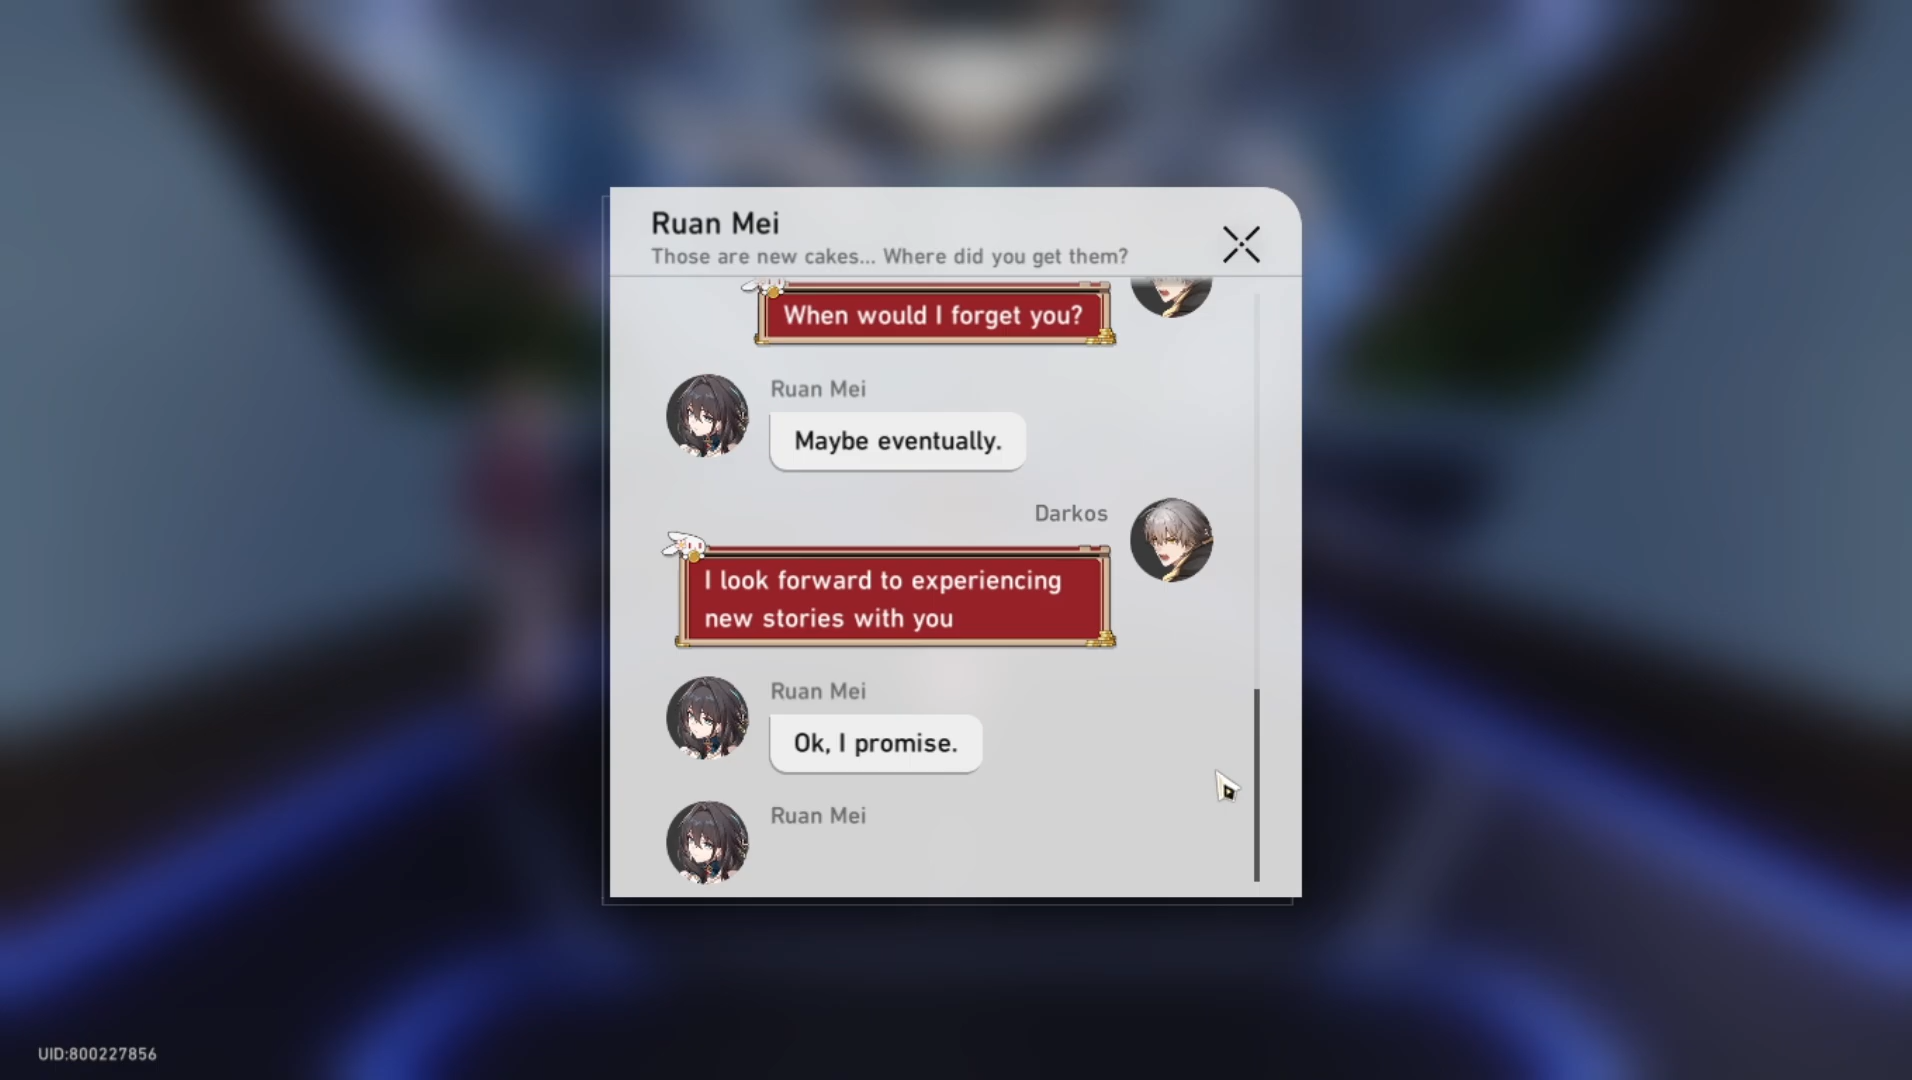 Ruan Mei
Those are new cakes... Where did you get them?
When would I forget you?
Ruan Mei
Maybe eventually.
Darkos
I look forward to experiencing
new stories with you
Ruan Mei
Ok, I promise.
Ruan Mei
UID:800227856